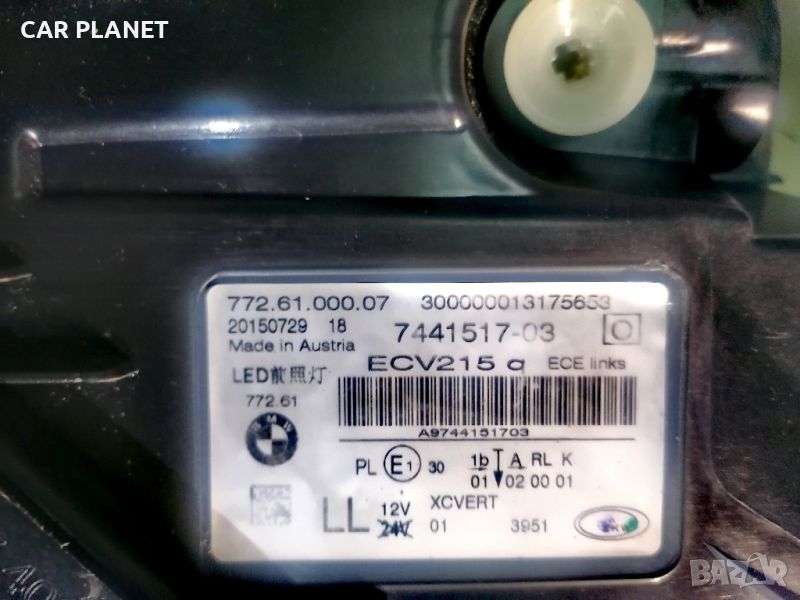 CAR PLANET
772.61.000.07 300000013175653
20150729 18 7441517-03
Made in Austria
ECV215 q ECE links
LED前照灯
772.61
BMW
A9744151703
PL E1 30 1b A RL K
01 02 00 01
LL 12V XCVERT
24V 01 3951
BAZAR